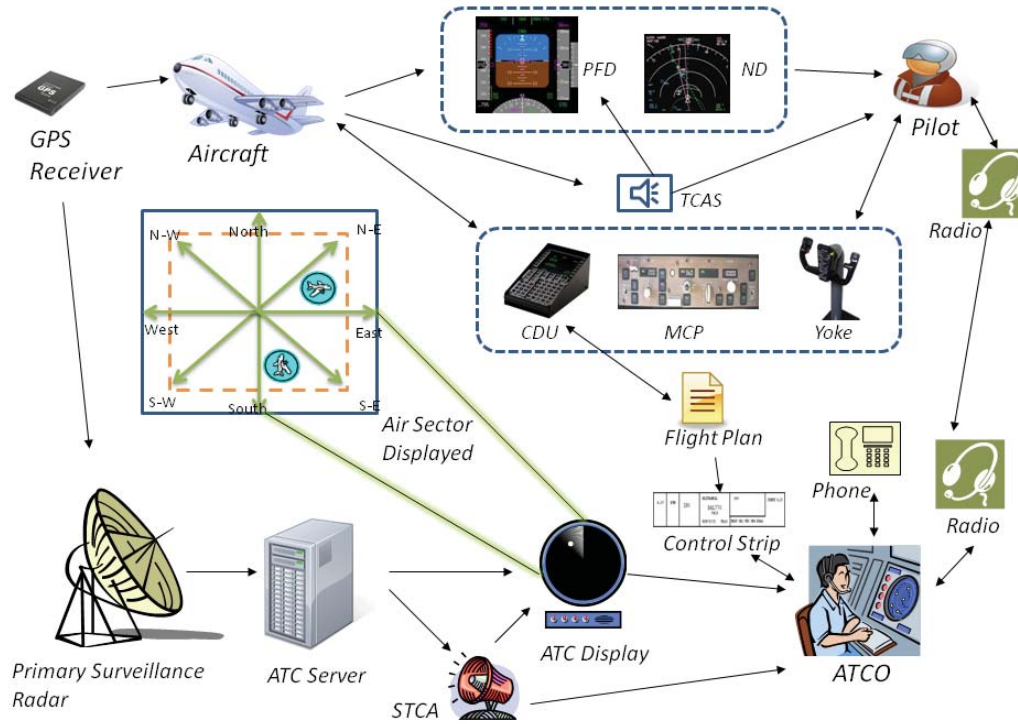 PFD
ND
GPS
GPS
Receiver
Aircraft
Pilot
TCAS
Radio
N-W
North
N-E
West
East
S-W
South
S-E
CDU
MCP
Yoke
Air Sector
Displayed
Flight Plan
Phone
Control Strip
Radio
Primary Surveillance
Radar
ATC Server
ATC Display
STCA
ATCO